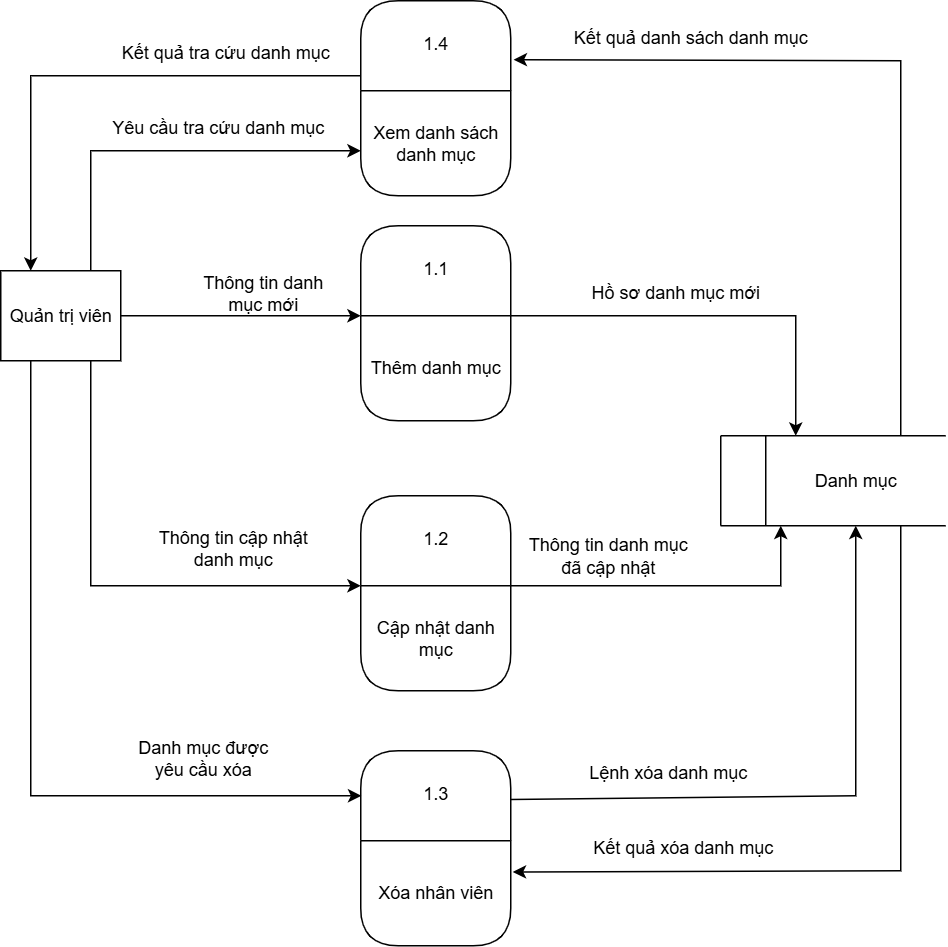 Kết quả tra cứu danh mục
1.4
Kết quả danh sách danh mục
Yêu cầu tra cứu danh mục
Xem danh sách
danh mục
Quản trị viên
Thông tin danh
mục mới
1.1
Thêm danh mục
Hồ sơ danh mục mới
Danh mục
Thông tin cập nhật
danh mục
1.2
Cập nhật danh
mục
Thông tin danh mục
đã cập nhật
Danh mục được
yêu cầu xóa
1.3
Xóa nhân viên
Lệnh xóa danh mục
Kết quả xóa danh mục